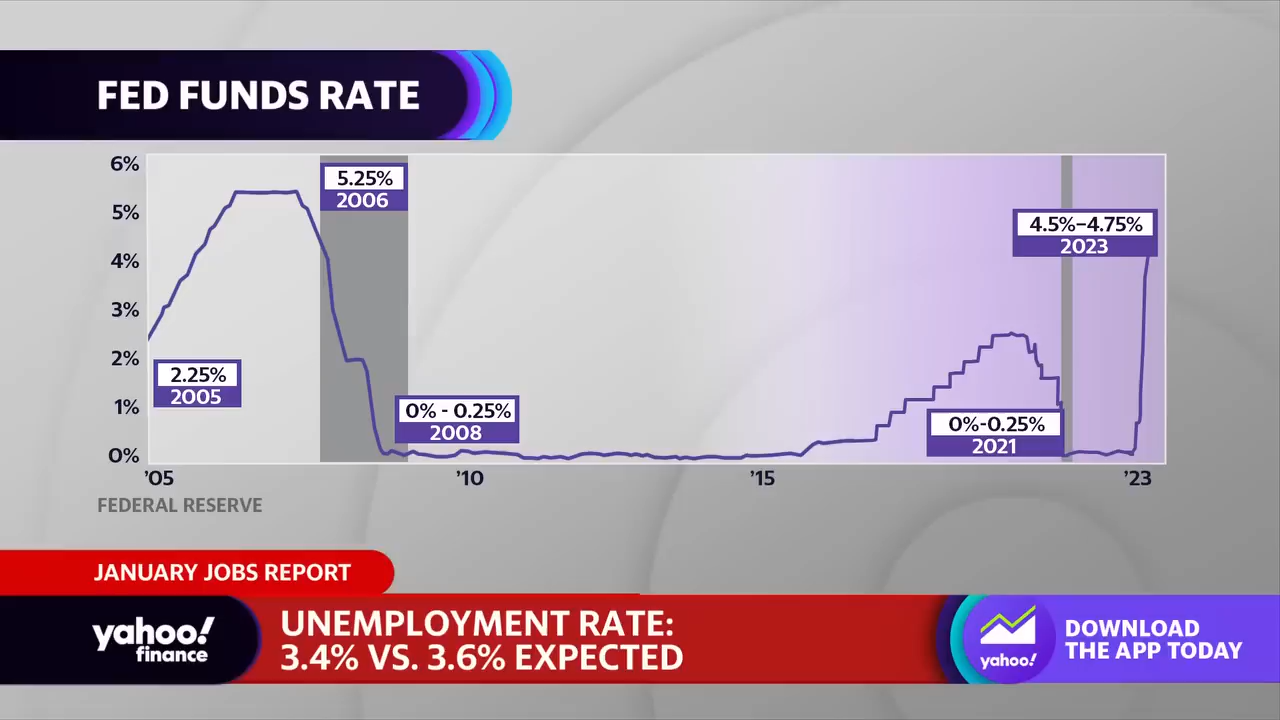 FED FUNDS RATE
6%
5%
4%
3%
2%
1%
0%
5.25%
2006
4.5%–4.75%
2023
2.25%
2005
0% - 0.25%
2008
0%-0.25%
2021
'05
'10
'15
'23
FEDERAL RESERVE
JANUARY JOBS REPORT
yahoo!
finance
UNEMPLOYMENT RATE:
3.4% VS. 3.6% EXPECTED
yahoo!
DOWNLOAD
THE APP TODAY